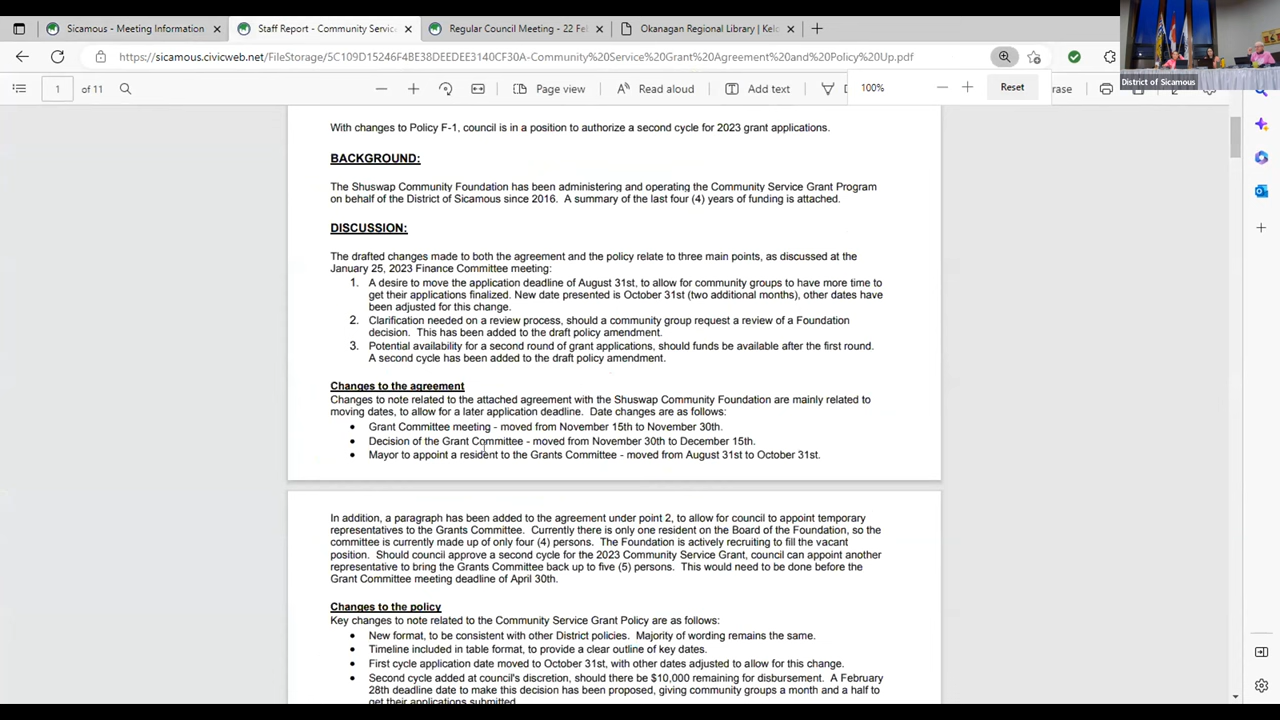 Sicamous - Meeting Information
Staff Report - Community Servic
Regular Council Meeting - 22 Fe
Okanagan Regional Library | Kelo
https://sicamous.civicweb.net/FileStorage/5C109D15246F4BE38DEEDEE3140CF30A-Community%20Service%20Grant%20Agreement%20and%20Policy%20Up.pdf
District of Sicamous
1 of 11
Page view
Read aloud
Add text
100%
Reset
rase
With changes to Policy F-1, council is in a position to authorize a second cycle for 2023 grant applications.
BACKGROUND:
The Shuswap Community Foundation has been administering and operating the Community Service Grant Program
on behalf of the District of Sicamous since 2016. A summary of the last four (4) years of funding is attached.
DISCUSSION:
The drafted changes made to both the agreement and the policy relate to three main points, as discussed at the
January 25, 2023 Finance Committee meeting:
1. A desire to move the application deadline of August 31st, to allow for community groups to have more time to
get their applications finalized. New date presented is October 31st (two additional months), other dates have
been adjusted for this change.
2. Clarification needed on a review process, should a community group request a review of a Foundation
decision. This has been added to the draft policy amendment.
3. Potential availability for a second round of grant applications, should funds be available after the first round.
A second cycle has been added to the draft policy amendment.
Changes to the agreement
Changes to note related to the attached agreement with the Shuswap Community Foundation are mainly related to
moving dates, to allow for a later application deadline. Date changes are as follows:
• Grant Committee meeting - moved from November 15th to November 30th.
• Decision of the Grant Committee - moved from November 30th to December 15th.
• Mayor to appoint a resident to the Grants Committee - moved from August 31st to October 31st.
In addition, a paragraph has been added to the agreement under point 2, to allow for council to appoint temporary
representatives to the Grants Committee. Currently there is only one resident on the Board of the Foundation, so the
committee is currently made up of only four (4) persons. The Foundation is actively recruiting to fill the vacant
position. Should council approve a second cycle for the 2023 Community Service Grant, council can appoint another
representative to bring the Grants Committee back up to five (5) persons. This would need to be done before the
Grant Committee meeting deadline of April 30th.
Changes to the policy
Key changes to note related to the Community Service Grant Policy are as follows:
• New format, to be consistent with other District policies. Majority of wording remains the same.
• Timeline included in table format, to provide a clear outline of key dates.
• First cycle application date moved to October 31st, with other dates adjusted to allow for this change.
• Second cycle added at council's discretion, should there be $10,000 remaining for disbursement. A February
28th deadline date to make this decision has been proposed, giving community groups a month and a half to
get their applications submitted.